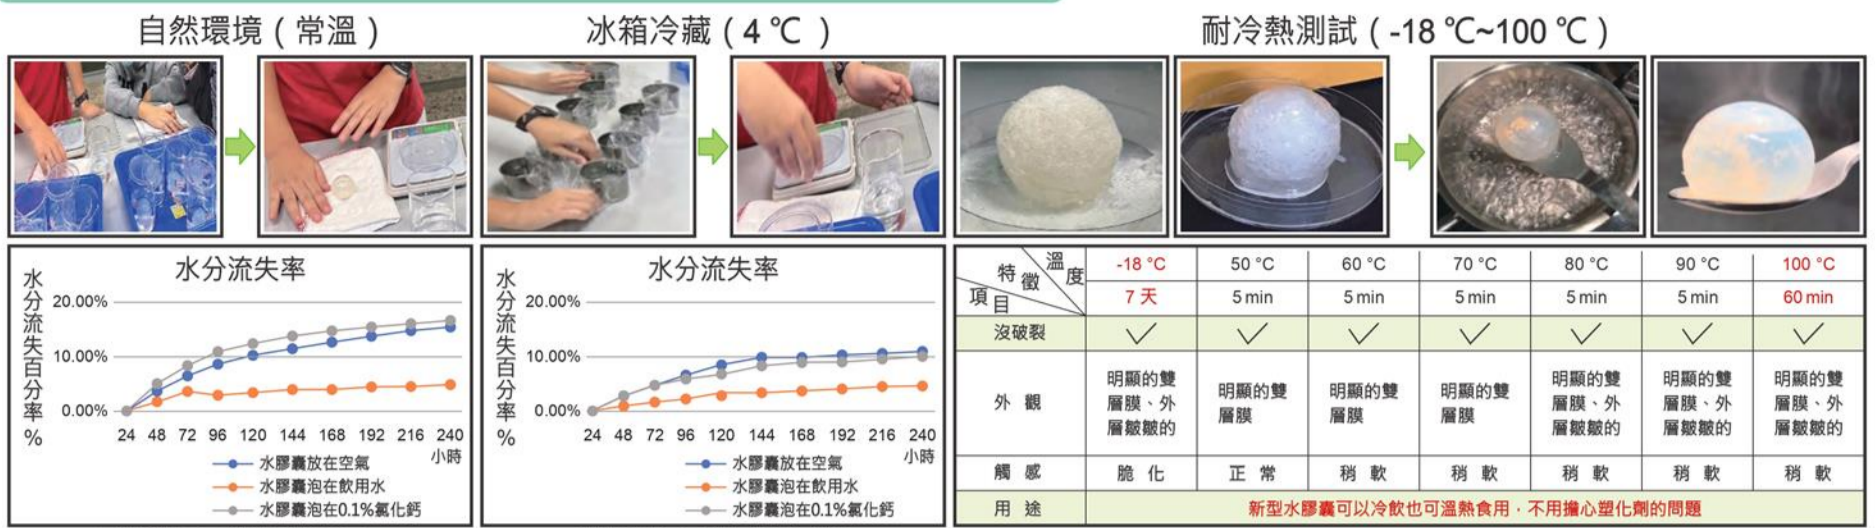 自然環境(常溫)
冰箱冷藏(4 ℃ )
耐冷熱測試(-18 ℃~100 ℃)
水分流失率
水分流失百分率%
20.00%
10.00%
0.00%
24 48 72 96 120 144 168 192 216 240
小時
水膠囊放在空氣
水膠囊泡在飲用水
水膠囊泡在0.1%氯化鈣
水分流失率
水分流失百分率%
20.00%
10.00%
0.00%
24 48 72 96 120 144 168 192 216 240
小時
水膠囊放在空氣
水膠囊泡在飲用水
水膠囊泡在0.1%氯化鈣
特徵 溫度 項目
-18 °C 50 °C 60 °C 70 °C 80 °C 90 °C 100 °C
7 天 5 min 5 min 5 min 5 min 5 min 60 min
沒破裂 ✓ ✓ ✓ ✓ ✓ ✓ ✓
外 觀
明顯的雙
層膜、外
層皺皺的
明顯的雙
層膜
明顯的雙
層膜
明顯的雙
層膜
明顯的雙
層膜、外
層皺皺的
明顯的雙
層膜、外
層皺皺的
明顯的雙
層膜、外
層皺皺的
觸 感 脆 化 正 常 稍 軟 稍 軟 稍 軟 稍 軟 稍 軟
用 途 新型水膠囊可以冷飲也可溫熱食用,不用擔心塑化劑的問題